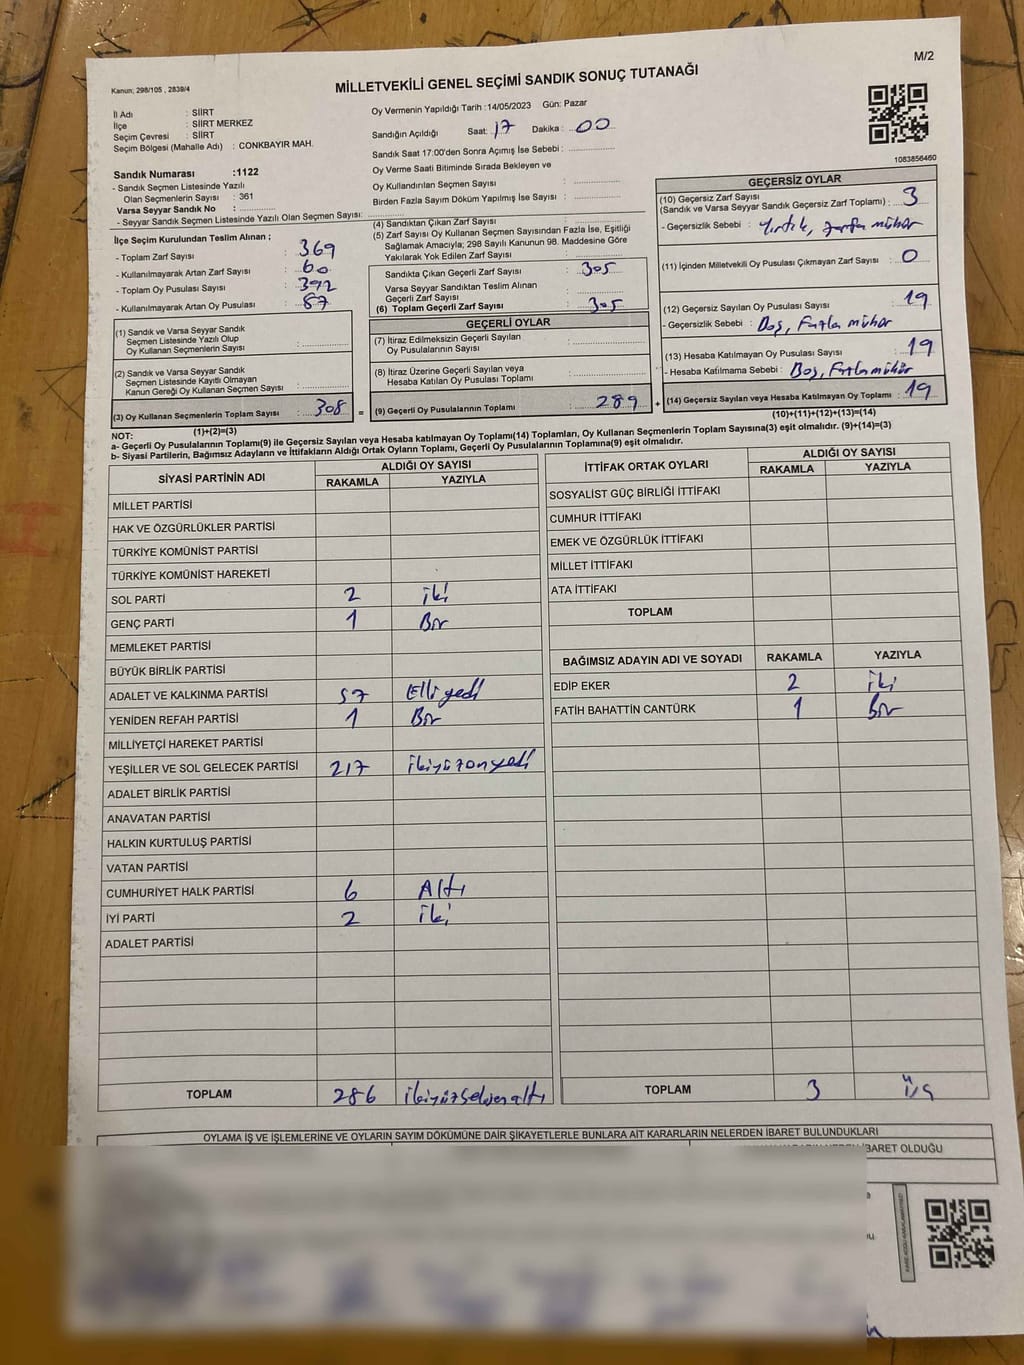 M/2
Kanun; 298/105 , 2839/4
MİLLETVEKİLİ GENEL SEÇİMİ SANDIK SONUÇ TUTANAĞI
İl Adı : SİİRT
İlçe : SİİRT MERKEZ
Seçim Çevresi : SİİRT
Seçim Bölgesi (Mahalle Adı) : CONKBAYIR MAH.
Sandık Numarası :1122
- Sandık Seçmen Listesinde Yazılı
Olan Seçmenlerin Sayısı : 361
Varsa Seyyar Sandık No :
- Seyyar Sandık Seçmen Listesinde Yazılı Olan Seçmen Sayısı:
Oy Vermenin Yapıldığı Tarih :14/05/2023 Gün: Pazar
Sandığın Açıldığı Saat: 17 Dakika : 00
Sandık Saat 17:00'den Sonra Açımış İse Sebebi :
Oy Verme Saati Bitiminde Sırada Bekleyen ve
Oy Kullandırılan Seçmen Sayısı :
Birden Fazla Sayım Döküm Yapılmış İse Sayısı :
1083856460
İlçe Seçim Kurulundan Teslim Alınan ;
- Toplam Zarf Sayısı : 369
- Kullanılmayarak Artan Zarf Sayısı : 60
- Toplam Oy Pusulası Sayısı : 392
- Kullanılmayarak Artan Oy Pusulası : 87
(4) Sandıktan Çıkan Zarf Sayısı :
(5) Zarf Sayısı Oy Kullanan Seçmen Sayısından Fazla İse, Eşitliği
Sağlamak Amacıyla; 298 Sayılı Kanunun 98. Maddesine Göre
Yakılarak Yok Edilen Zarf Sayısı :
Sandıkta Çıkan Geçerli Zarf Sayısı : 305
Varsa Seyyar Sandıktan Teslim Alınan
Geçerli Zarf Sayısı :
(6) Toplam Geçerli Zarf Sayısı : 305
GEÇERSİZ OYLAR
(10) Geçersiz Zarf Sayısı
(Sandık ve Varsa Seyyar Sandık Geçersiz Zarf Toplamı) : 3
- Geçersizlik Sebebi : Yırtık, zarfta mühür
(11) İçinden Milletvekili Oy Pusulası Çıkmayan Zarf Sayısı : 0
(12) Geçersiz Sayılan Oy Pusulası Sayısı : 19
- Geçersizlik Sebebi : Boş, Fazla mühür
(13) Hesaba Katılmayan Oy Pusulası Sayısı : 19
- Hesaba Katılmama Sebebi : Boş, Fazla mühür
(14) Geçersiz Sayılan veya Hesaba Katılmayan Oy Toplamı : 19
(10)+(11)+(12)+(13)=(14)
(1) Sandık ve Varsa Seyyar Sandık
Seçmen Listesinde Yazılı Olup
Oy Kullanan Seçmenlerin Sayısı :
(2) Sandık ve Varsa Seyyar Sandık
Seçmen Listesinde Kayıtlı Olmayan
Kanun Gereği Oy Kullanan Seçmen Sayısı :
(3) Oy Kullanan Seçmenlerin Toplam Sayısı : 308 =
(1)+(2)=(3)
GEÇERLİ OYLAR
(7) İtiraz Edilmeksizin Geçerli Sayılan
Oy Pusulalarının Sayısı :
(8) İtiraz Üzerine Geçerli Sayılan veya
Hesaba Katılan Oy Pusulası Toplamı :
(9) Geçerli Oy Pusulalarının Toplamı : 289 +
NOT:
a- Geçerli Oy Pusulalarının Toplamı(9) ile Geçersiz Sayılan veya Hesaba katılmayan Oy Toplamı(14) Toplamları, Oy Kullanan Seçmenlerin Toplam Sayısına(3) eşit olmalıdır. (9)+(14)=(3)
b- Siyasi Partilerin, Bağımsız Adayların ve İttifakların Aldığı Ortak Oyların Toplamı, Geçerli Oy Pusulalarının Toplamına(9) eşit olmalıdır.
SİYASİ PARTİNİN ADI ALDIĞI OY SAYISI
RAKAMLA YAZIYLA
MİLLET PARTİSİ
HAK VE ÖZGÜRLÜKLER PARTİSİ
TÜRKİYE KOMÜNİST PARTİSİ
TÜRKİYE KOMÜNİST HAREKETİ
SOL PARTİ 2 iki
GENÇ PARTİ 1 Bir
MEMLEKET PARTİSİ
BÜYÜK BİRLİK PARTİSİ
ADALET VE KALKINMA PARTİSİ 57 Elli yedi
YENİDEN REFAH PARTİSİ 1 Bir
MİLLİYETÇİ HAREKET PARTİSİ
YEŞİLLER VE SOL GELECEK PARTİSİ 217 ikiyüzonyedi
ADALET BİRLİK PARTİSİ
ANAVATAN PARTİSİ
HALKIN KURTULUŞ PARTİSİ
VATAN PARTİSİ
CUMHURİYET HALK PARTİSİ 6 Altı
İYİ PARTİ 2 iki
ADALET PARTİSİ
TOPLAM 286 ikiyüzseksenaltı
İTTİFAK ORTAK OYLARI ALDIĞI OY SAYISI
RAKAMLA YAZIYLA
SOSYALİST GÜÇ BİRLİĞİ İTTİFAKI
CUMHUR İTTİFAKI
EMEK VE ÖZGÜRLÜK İTTİFAKI
MİLLET İTTİFAKI
ATA İTTİFAKI
TOPLAM
BAĞIMSIZ ADAYIN ADI VE SOYADI RAKAMLA YAZIYLA
EDİP EKER 2 iki
FATİH BAHATTİN CANTÜRK 1 Bir
TOPLAM 3 üç
OYLAMA İŞ VE İŞLEMLERİNE VE OYLARIN SAYIM DÖKÜMÜNE DAİR ŞİKAYETLERLE BUNLARA AİT KARARLARIN NELERDEN İBARET BULUNDUKLARI
İBARET OLDUĞU